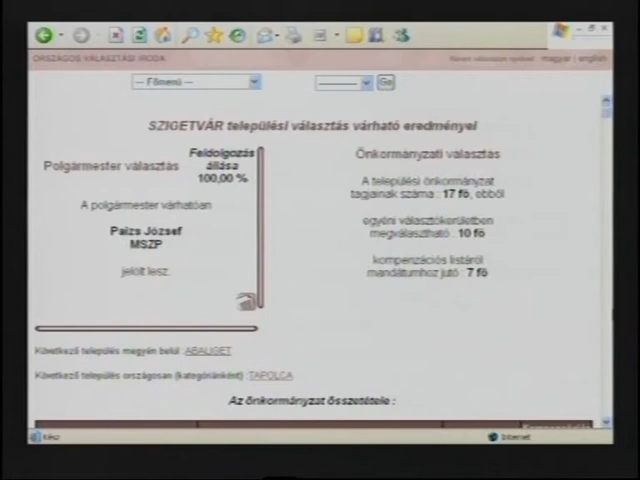 ORSZÁGOS VÁLASZTÁSI IRODA
magyar | english
--- Főmenü ---
Go
SZIGETVÁR települési választás várható eredményei
Polgármester választás
Feldolgozás
állása
100,00 %
A polgármester várhatóan
Paizs József
MSZP
jelölt lesz.
Önkormányzati választás
A települési önkormányzat
tagjainak száma : 17 fő, ebből
egyéni választókerületben
megválasztható : 10 fő
kompenzációs listáról
mandátumhoz jutó : 7 fő
Következő település megyén belül : ABALIGET
Következő település országosan (kategóriánként) : TAPOLCA
Az önkormányzat összetétele :
Kész
Internet